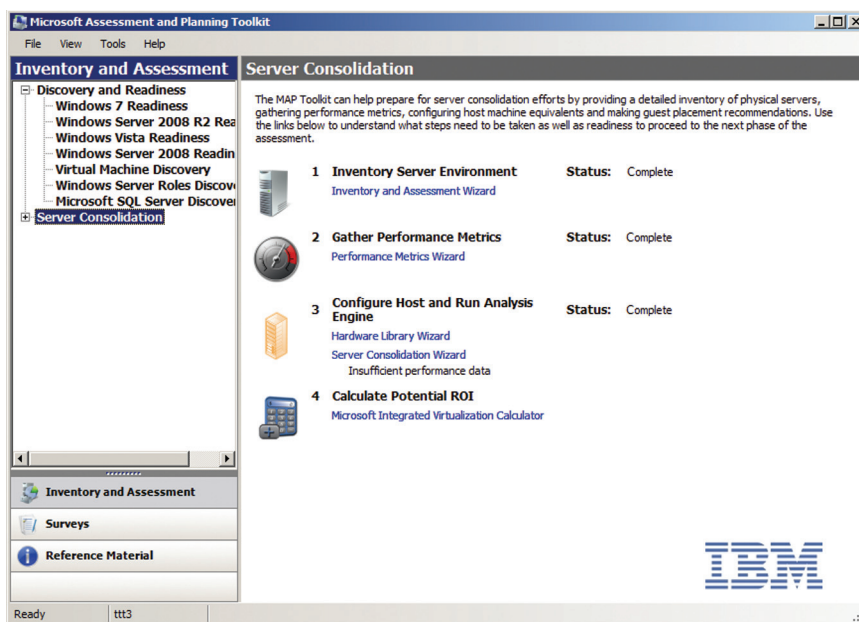 Microsoft Assessment and Planning Toolkit
File View Tools Help
Inventory and Assessment
Discovery and Readiness
Windows 7 Readiness
Windows Server 2008 R2 Rea
Windows Vista Readiness
Windows Server 2008 Readin
Virtual Machine Discovery
Windows Server Roles Discov
Microsoft SQL Server Discover
Server Consolidation
Inventory and Assessment
Surveys
Reference Material
Server Consolidation
The MAP Toolkit can help prepare for server consolidation efforts by providing a detailed inventory of physical servers,
gathering performance metrics, configuring host machine equivalents and making guest placement recommendations. Use
the links below to understand what steps need to be taken as well as readiness to proceed to the next phase of the
assessment.
1 Inventory Server Environment Status: Complete
Inventory and Assessment Wizard
2 Gather Performance Metrics Status: Complete
Performance Metrics Wizard
3 Configure Host and Run Analysis
Engine Status: Complete
Hardware Library Wizard
Server Consolidation Wizard
Insufficient performance data
4 Calculate Potential ROI
Microsoft Integrated Virtualization Calculator
IBM
Ready ttt3